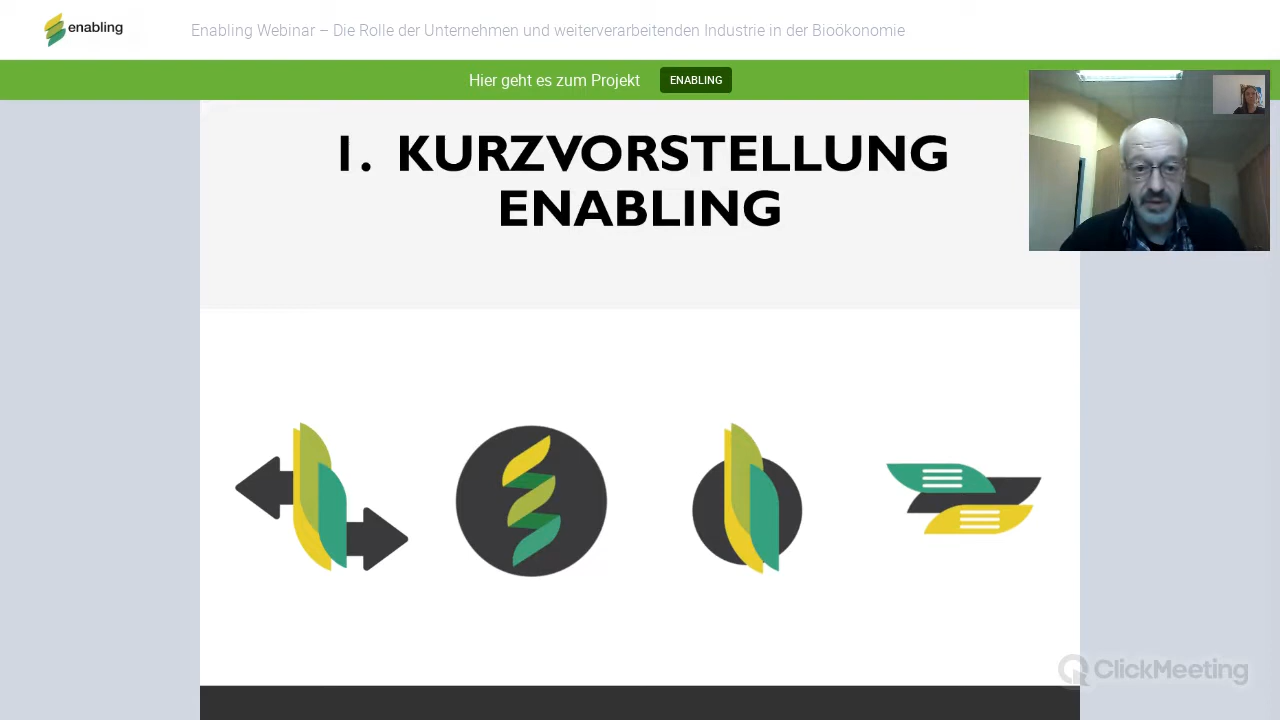 enabling
Enabling Webinar – Die Rolle der Unternehmen und weiterverarbeitenden Industrie in der Bioökonomie
Hier geht es zum Projekt
ENABLING
1. KURZVORSTELLUNG
ENABLING
ClickMeeting